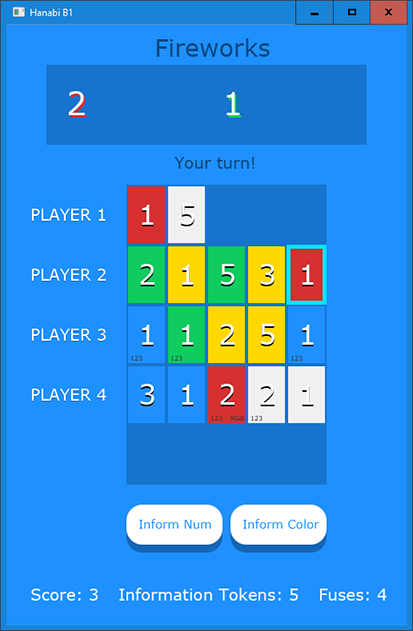 Hanabi B1
Fireworks
2 1
Your turn!
PLAYER 1 1 5
PLAYER 2 2 1 5 3 1
PLAYER 3 1 1 2 5 1
123 123 123
PLAYER 4 3 1 2 2 1
123 RGB 123
Inform Num Inform Color
Score: 3 Information Tokens: 5 Fuses: 4